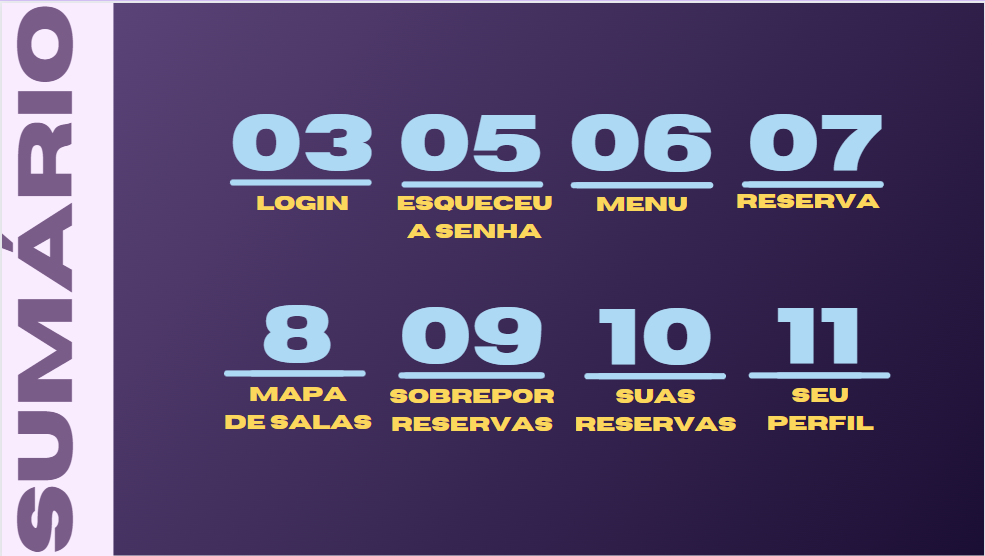 SUMÁRIO
03
LOGIN
05
ESQUECEU
A SENHA
06
MENU
07
RESERVA
8
MAPA
DE SALAS
09
SOBREPOR
RESERVAS
10
SUAS
RESERVAS
11
SEU
PERFIL